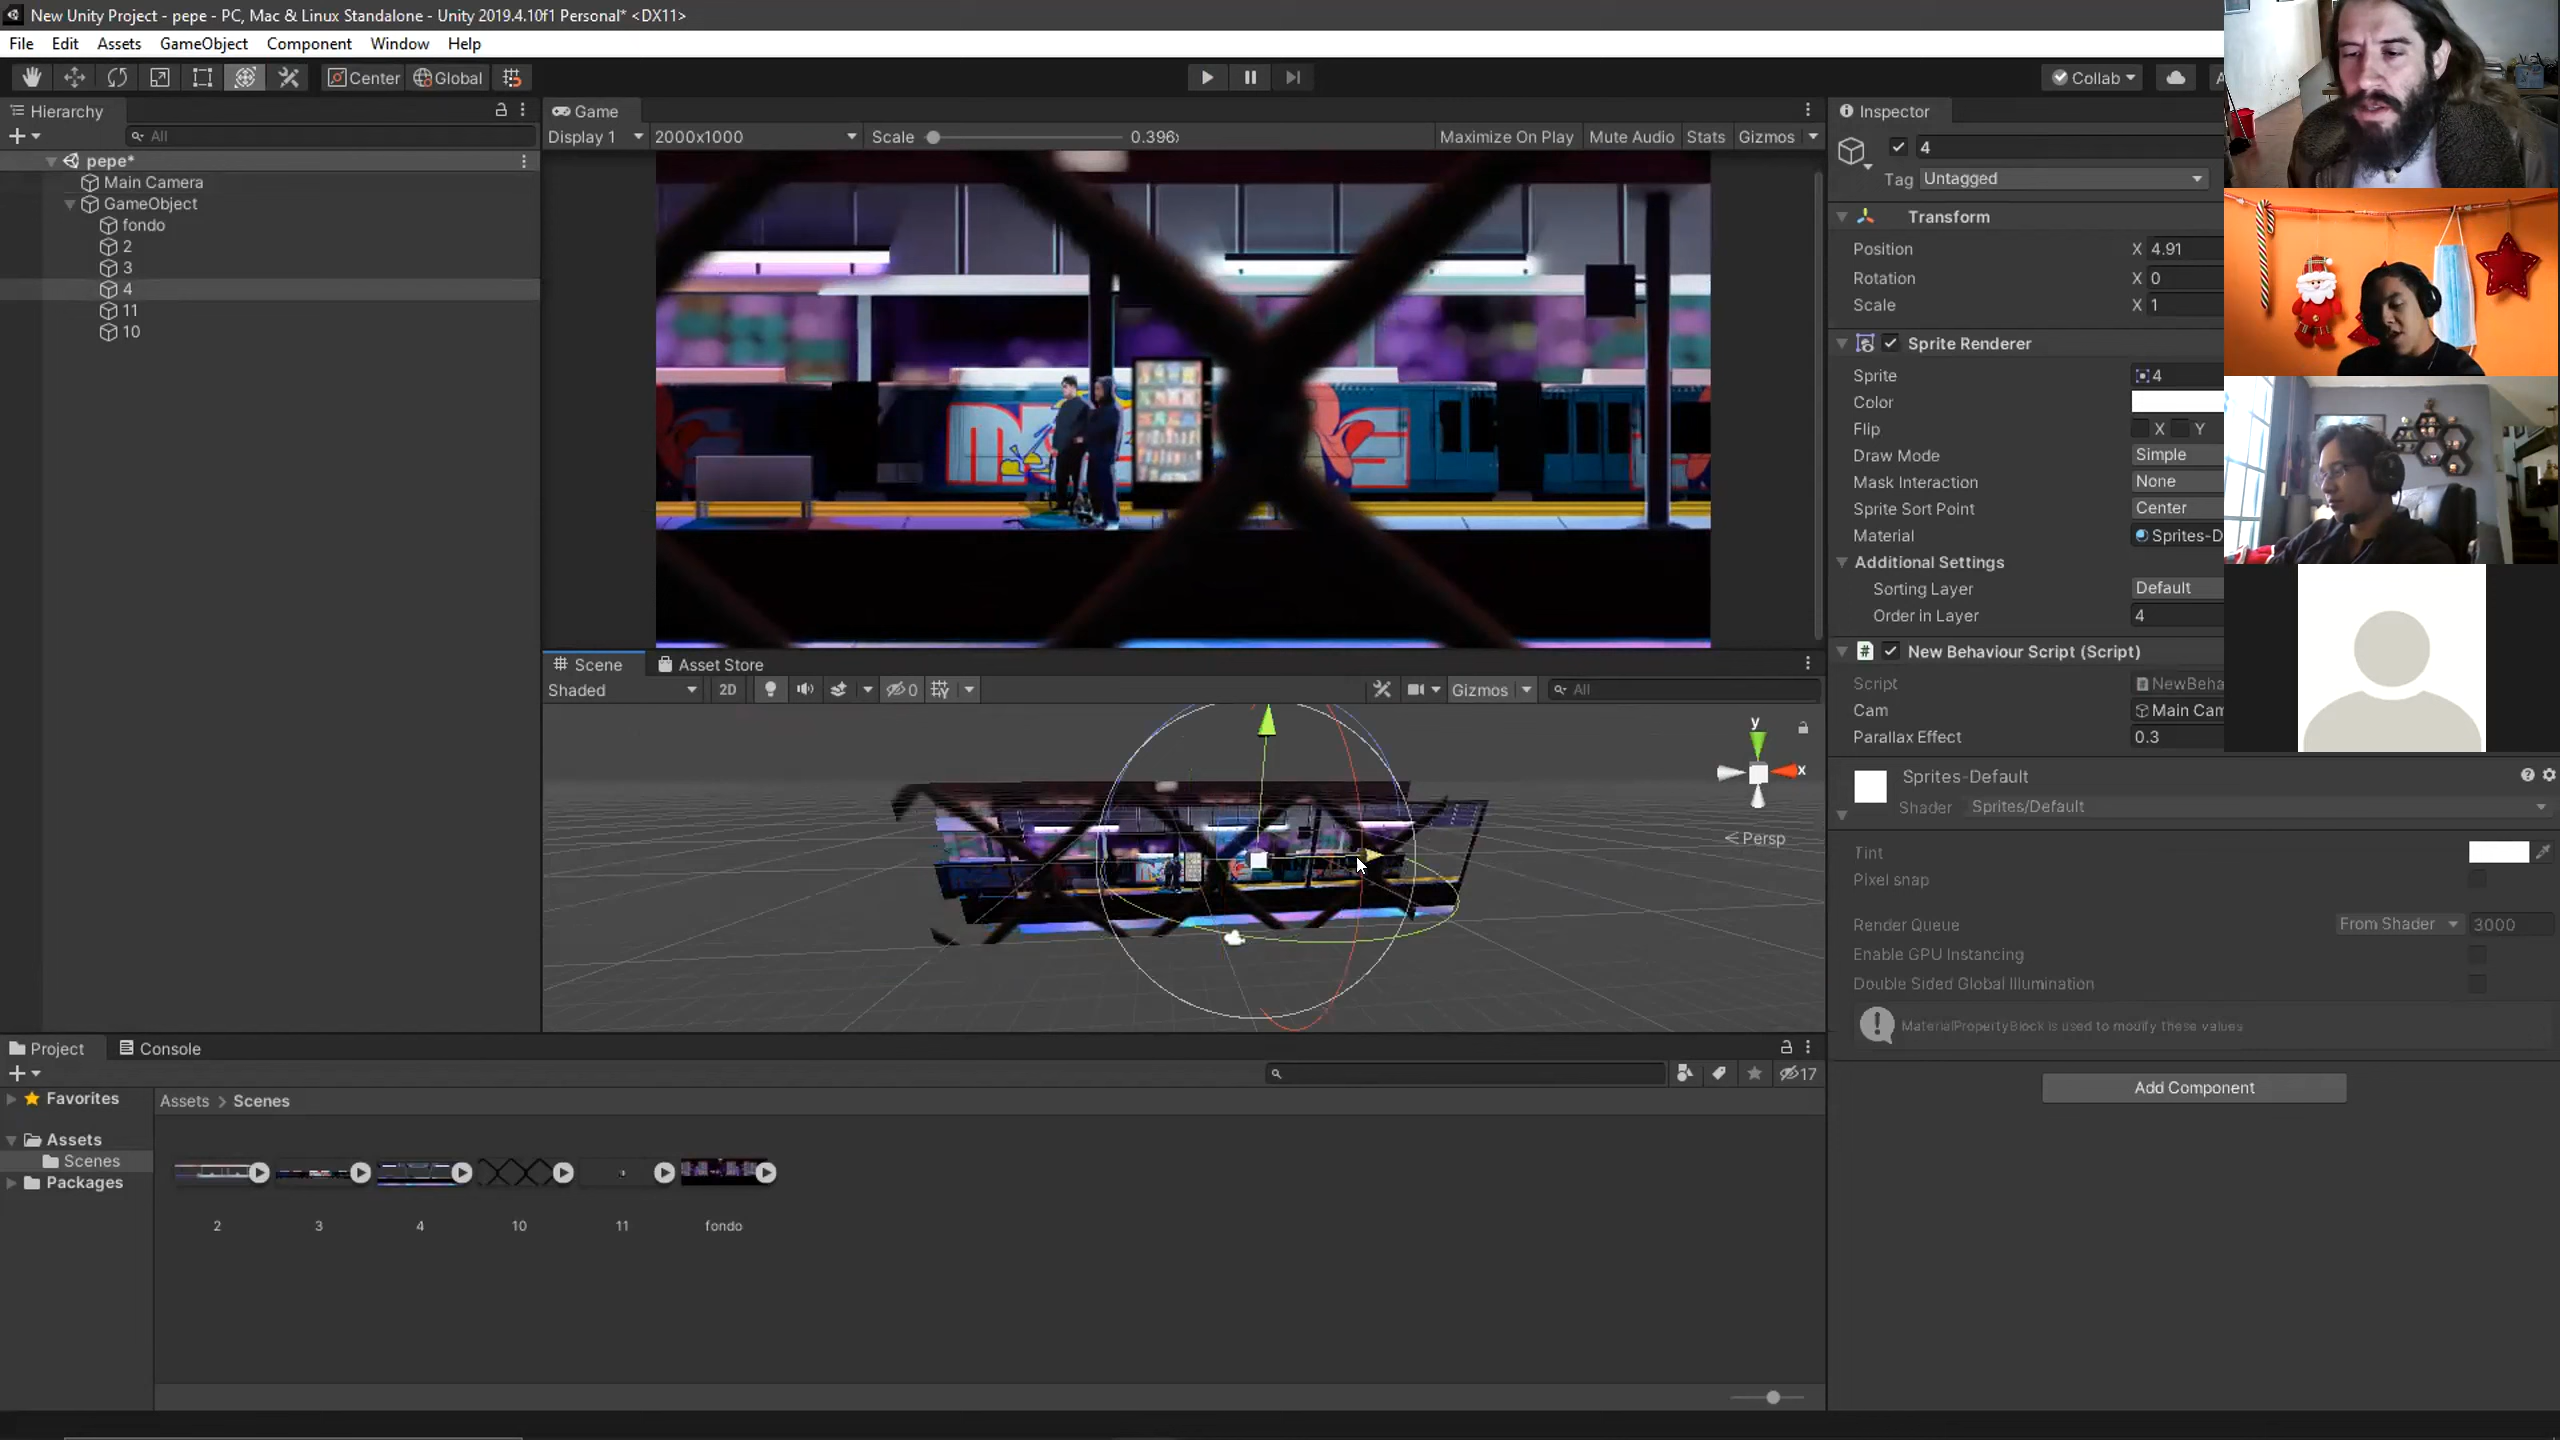 New Unity Project - pepe - PC, Mac & Linux Standalone - Unity 2019.4.10f1 Personal* <DX11>
File Edit Assets GameObject Component Window Help
Center Global
Collab
Hierarchy
All
pepe*
Main Camera
GameObject
fondo
2
3
4
11
10
Game
Display 1 2000x1000 Scale 0.396 Maximize On Play Mute Audio Stats Gizmos
Scene Asset Store
Shaded 2D 0 Gizmos All
y
x
Persp
Inspector
4
Tag Untagged
Transform
Position X 4.91
Rotation X 0
Scale X 1
Sprite Renderer
Sprite 4
Color
Flip X Y
Draw Mode Simple
Mask Interaction None
Sprite Sort Point Center
Material Sprites-D
Additional Settings
Sorting Layer Default
Order in Layer 4
New Behaviour Script (Script)
Script NewBeha
Cam Main Cam
Parallax Effect 0.3
Sprites-Default
Shader Sprites/Default
Tint
Pixel snap
Render Queue From Shader 3000
Enable GPU Instancing
Double Sided Global Illumination
MaterialPropertyBlock is used to modify these values
Add Component
Project Console
17
Favorites
Assets
Scenes
Packages
Assets > Scenes
2 3 4 10 11 fondo